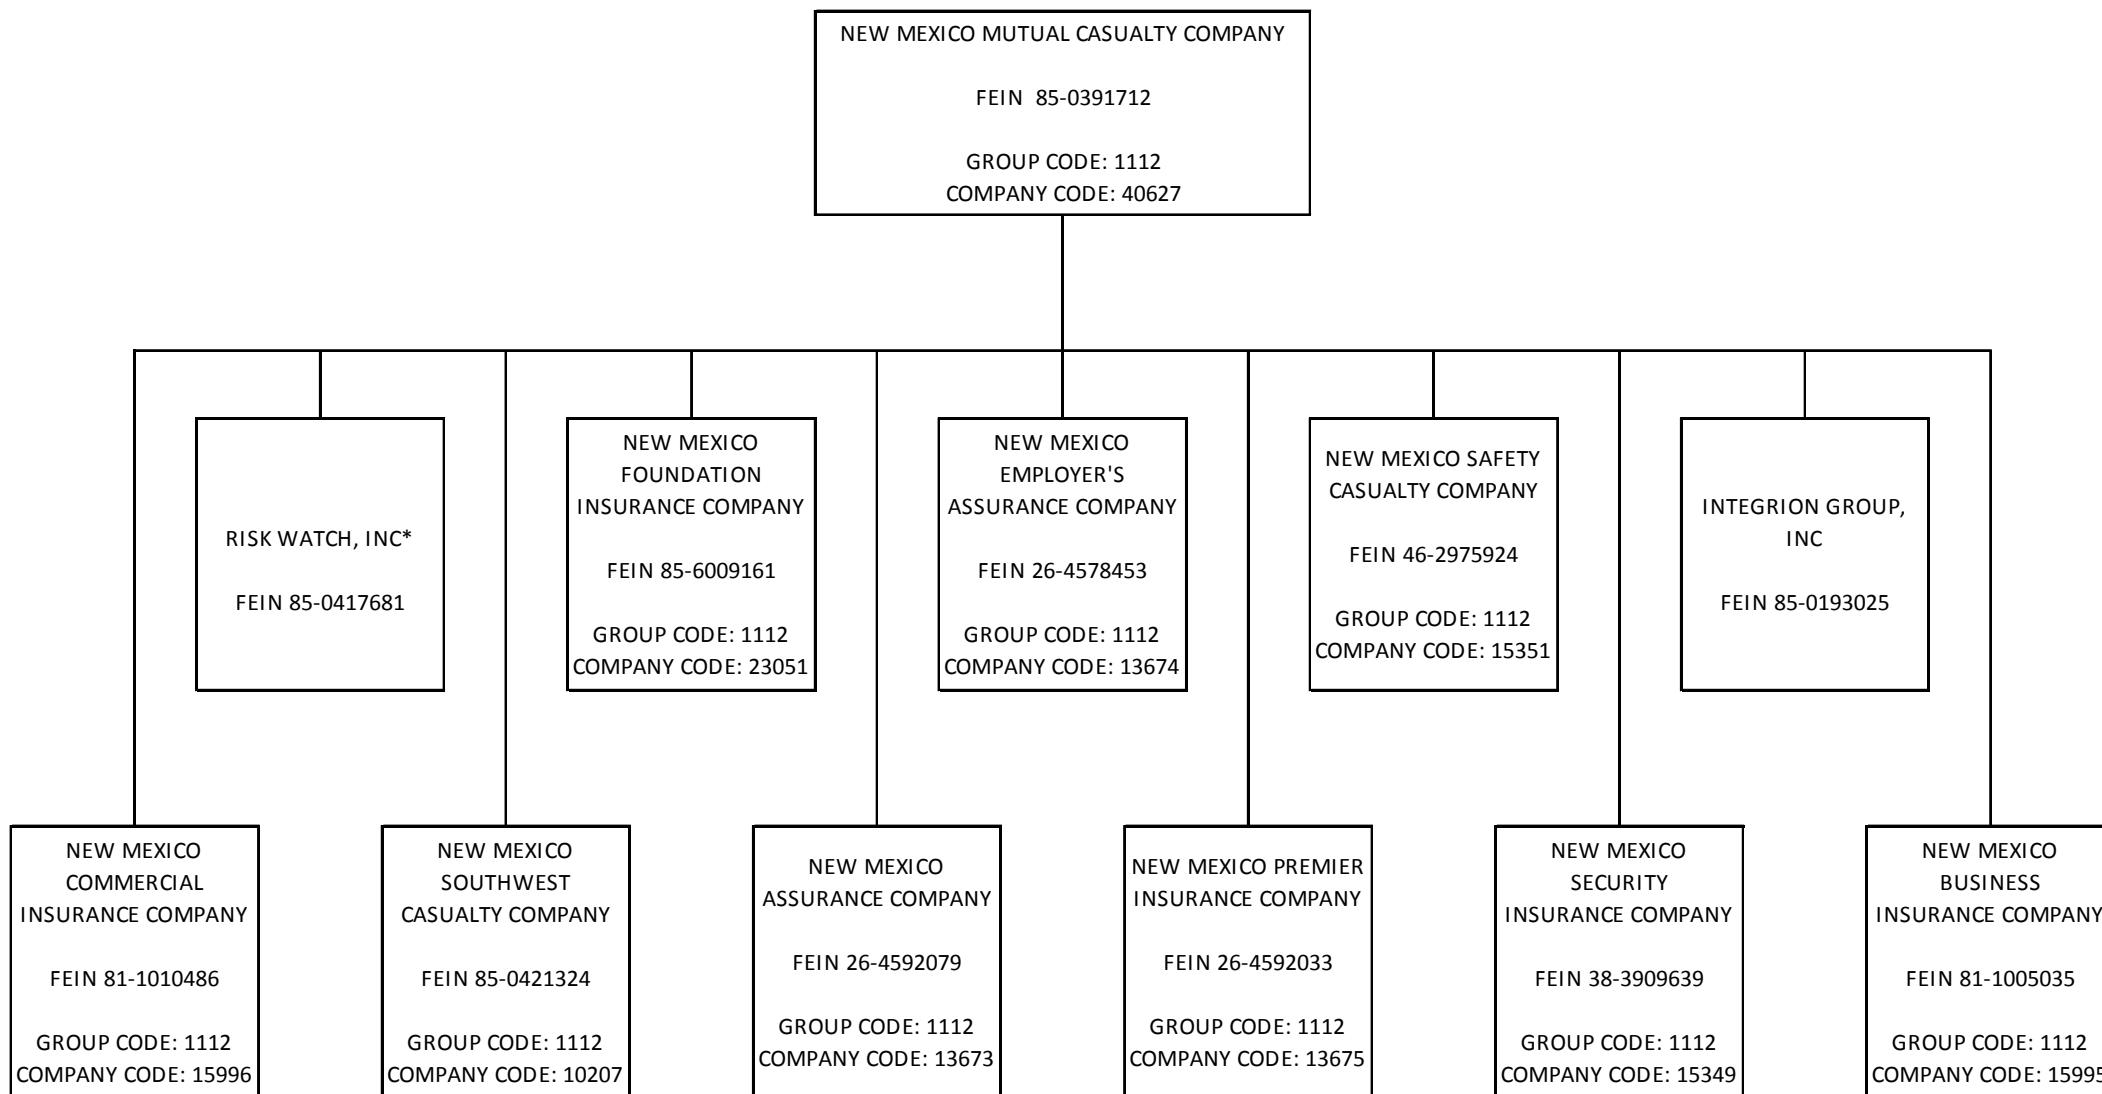 NEW MEXICO MUTUAL CASUALTY COMPANY
FEIN  85-0391712
GROUP CODE: 1112
COMPANY CODE: 40627
RISK WATCH, INC*
FEIN 85-0417681
NEW MEXICO
FOUNDATION
INSURANCE COMPANY
FEIN 85-6009161
GROUP CODE: 1112
COMPANY CODE: 23051
NEW MEXICO
EMPLOYER'S
ASSURANCE COMPANY
FEIN 26-4578453
GROUP CODE: 1112
COMPANY CODE: 13674
NEW MEXICO SAFETY
CASUALTY COMPANY
FEIN 46-2975924
GROUP CODE: 1112
COMPANY CODE: 15351
INTEGRION GROUP,
INC
FEIN 85-0193025
NEW MEXICO
COMMERCIAL
INSURANCE COMPANY
FEIN 81-1010486
GROUP CODE: 1112
COMPANY CODE: 15996
NEW MEXICO
SOUTHWEST
CASUALTY COMPANY
FEIN 85-0421324
GROUP CODE: 1112
COMPANY CODE: 10207
NEW MEXICO
ASSURANCE COMPANY
FEIN 26-4592079
GROUP CODE: 1112
COMPANY CODE: 13673
NEW MEXICO PREMIER
INSURANCE COMPANY
FEIN 26-4592033
GROUP CODE: 1112
COMPANY CODE: 13675
NEW MEXICO
SECURITY
INSURANCE COMPANY
FEIN 38-3909639
GROUP CODE: 1112
COMPANY CODE: 15349
NEW MEXICO
BUSINESS
INSURANCE COMPANY
FEIN 81-1005035
GROUP CODE: 1112
COMPANY CODE: 15995